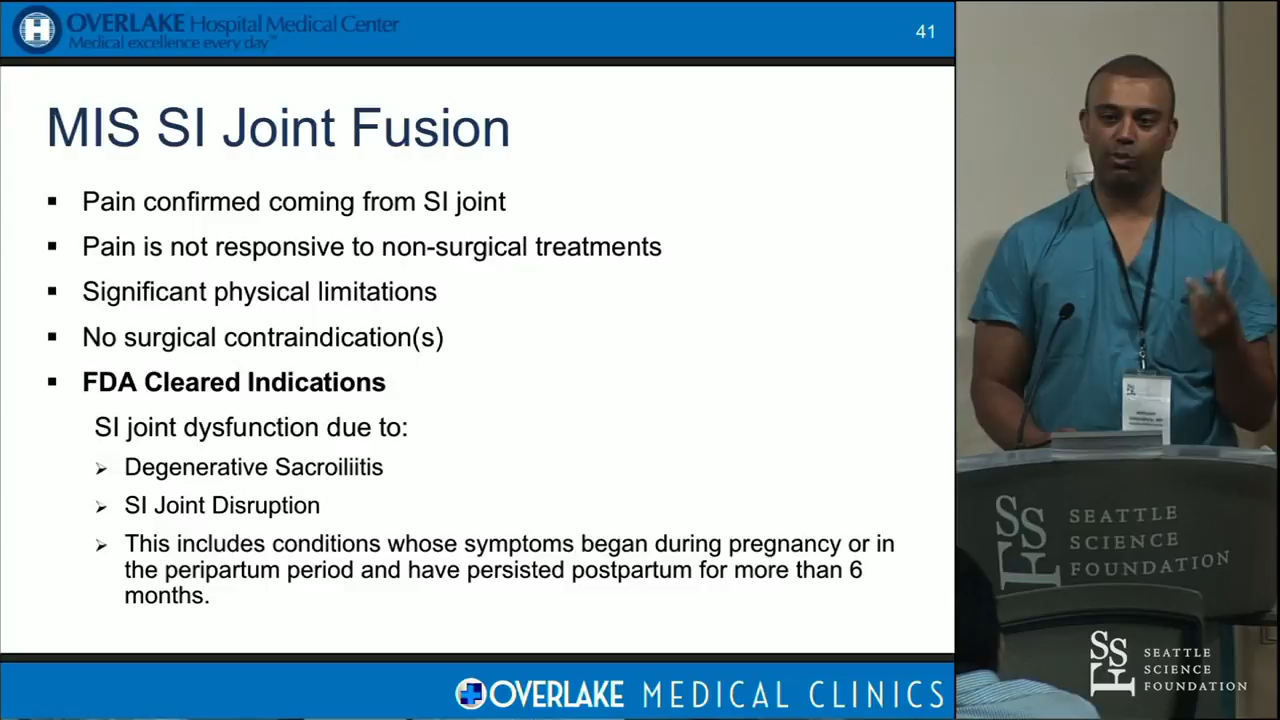 OVERLAKE Hospital Medical Center
Medical excellence every day™
41
MIS SI Joint Fusion
▪ Pain confirmed coming from SI joint
▪ Pain is not responsive to non-surgical treatments
▪ Significant physical limitations
▪ No surgical contraindication(s)
▪ FDA Cleared Indications
SI joint dysfunction due to:
➢ Degenerative Sacroiliitis
➢ SI Joint Disruption
➢ This includes conditions whose symptoms began during pregnancy or in
the peripartum period and have persisted postpartum for more than 6
months.
OVERLAKE MEDICAL CLINICS
SSF
SEATTLE
SCIENCE
FOUNDATION
SSF
SEATTLE
SCIENCE
FOUNDATION